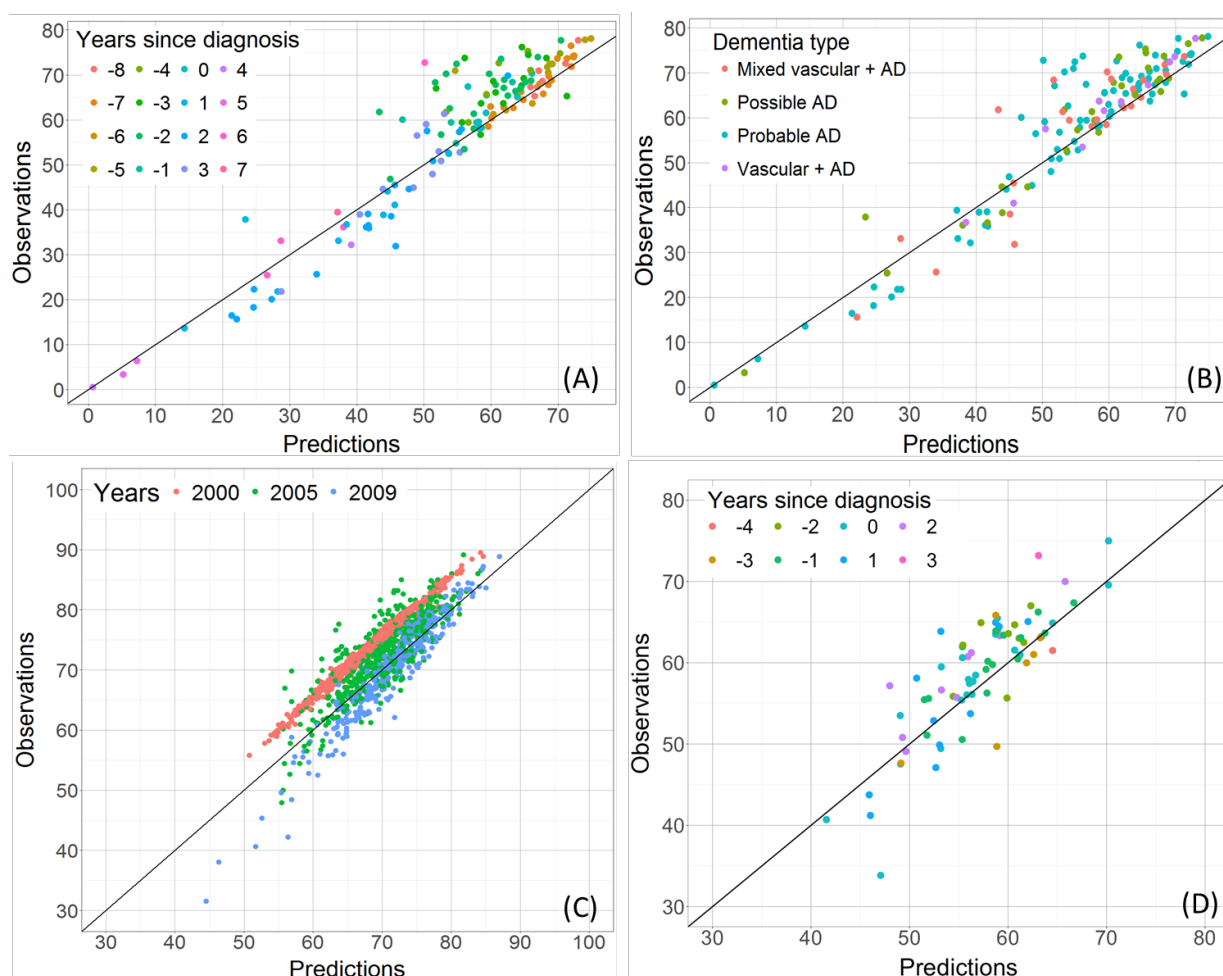 Years since diagnosis
-8 -4 0 4
-7 -3 1 5
-6 -2 2 6
-5 -1 3 7
80
70
60
50
40
30
20
10
0
Observations
0 10 20 30 40 50 60 70
Predictions
(A)
Dementia type
Mixed vascular + AD
Possible AD
Probable AD
Vascular + AD
80
70
60
50
40
30
20
10
0
Observations
0 10 20 30 40 50 60 70
Predictions
(B)
Years 2000 2005 2009
100
90
80
70
60
50
40
30
Observations
30 40 50 60 70 80 90 100
Predictions
(C)
Years since diagnosis
-4 -2 0 2
-3 -1 1 3
80
70
60
50
40
30
Observations
30 40 50 60 70 80
Predictions
(D)